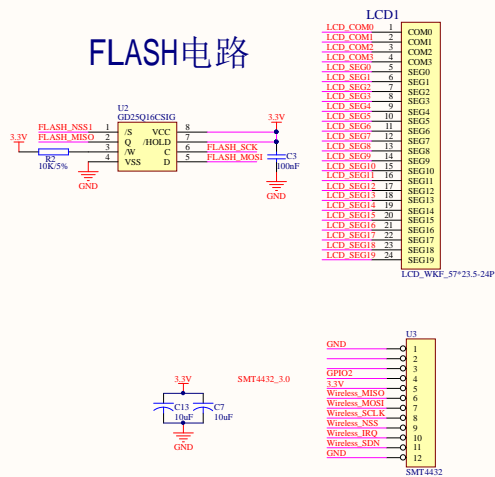 FLASH电路
U2
GD25Q16CSIG
FLASH_NSS1 1 /S VCC 8
FLASH_MISO 2 Q /HOLD 7
3.3V 3 /W C 6 FLASH_SCK
4 VSS D 5 FLASH_MOSI
R2
10K/5%
GND
3.3V
C3
100nF
GND
LCD1
LCD_COM0 1 COM0
LCD_COM1 2 COM1
LCD_COM2 3 COM2
LCD_COM3 4 COM3
LCD_SEG0 5 SEG0
LCD_SEG1 6 SEG1
LCD_SEG2 7 SEG2
LCD_SEG3 8 SEG3
LCD_SEG4 9 SEG4
LCD_SEG5 10 SEG5
LCD_SEG6 11 SEG6
LCD_SEG7 12 SEG7
LCD_SEG8 13 SEG8
LCD_SEG9 14 SEG9
LCD_SEG10 15 SEG10
LCD_SEG11 16 SEG11
LCD_SEG12 17 SEG12
LCD_SEG13 18 SEG13
LCD_SEG14 19 SEG14
LCD_SEG15 20 SEG15
LCD_SEG16 21 SEG16
LCD_SEG17 22 SEG17
LCD_SEG18 23 SEG18
LCD_SEG19 24 SEG19
LCD_WKF_57*23.5-24P
3.3V
C13 C7
10uF 10uF
GND
SMT4432_3.0
U3
GND 1
2
3
GPIO2 4
3.3V 5
Wireless_MISO 6
Wireless_MOSI 7
Wireless_SCLK 8
Wireless_NSS 9
Wireless_IRQ 10
Wireless_SDN 11
GND 12
SMT4432